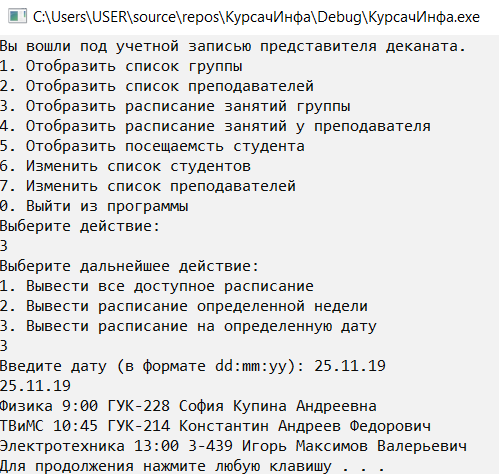 C:\Users\USER\source\repos\КурсачИнфа\Debug\КурсачИнфа.exe
Вы вошли под учетной записью представителя деканата.
1. Отобразить список группы
2. Отобразить список преподавателей
3. Отобразить расписание занятий группы
4. Отобразить расписание занятий у преподавателя
5. Отобразить посещаемсть студента
6. Изменить список студентов
7. Изменить список преподавателей
0. Выйти из программы
Выберите действие:
3
Выберите дальнейшее действие:
1. Вывести все доступное расписание
2. Вывести расписание определенной недели
3. Вывести расписание на определенную дату
3
Введите дату (в формате dd:mm:yy): 25.11.19
25.11.19
Физика 9:00 ГУК-228 София Купина Андреевна
ТВиМС 10:45 ГУК-214 Константин Андреев Федорович
Электротехника 13:00 3-439 Игорь Максимов Валерьевич
Для продолжения нажмите любую клавишу . . .